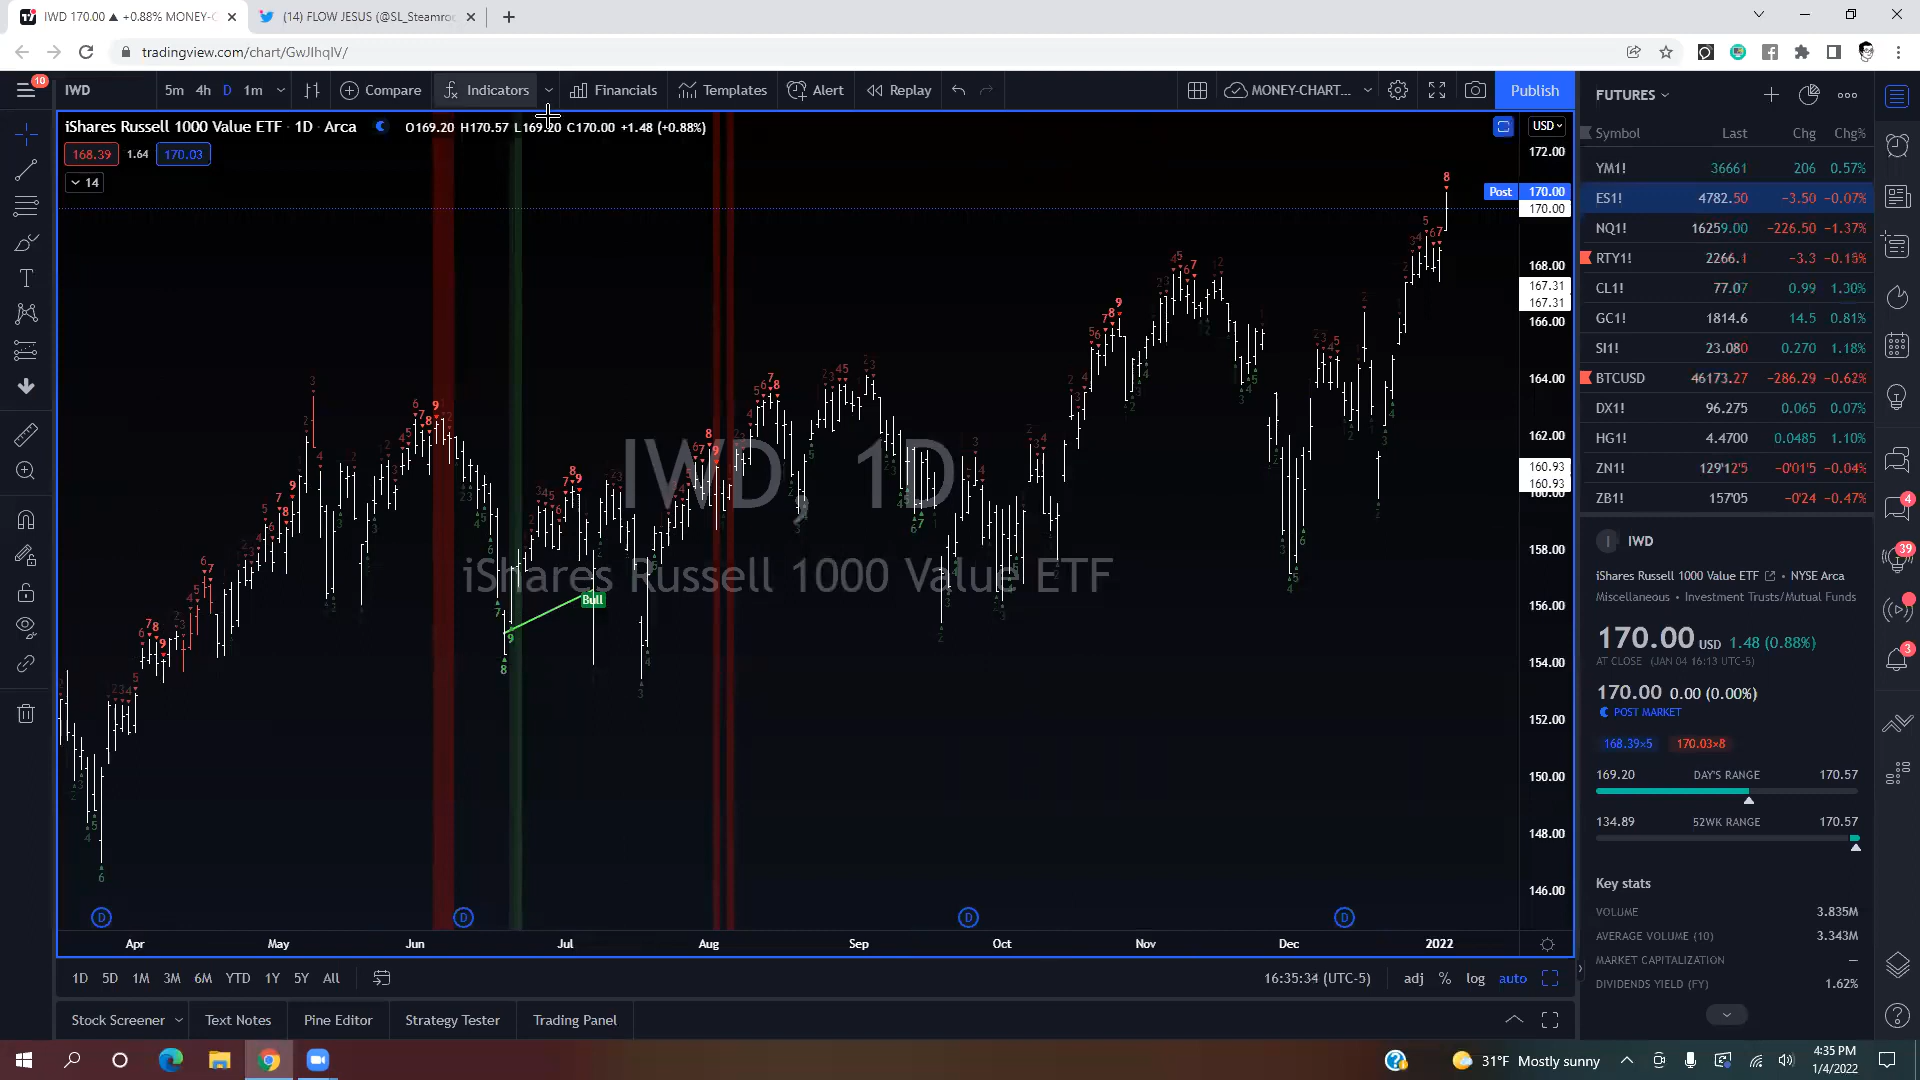 IWD 170.00 ▲ +0.88% MONEY-C
(14) FLOW JESUS (@SL_Steamroo
tradingview.com/chart/GwJIhqlV/
10
IWD 5m 4h D 1m Compare Indicators Financials Templates Alert Replay MONEY-CHART... Publish
iShares Russell 1000 Value ETF · 1D · Arca O169.20 H170.57 L169.20 C170.00 +1.48 (+0.88%)
168.39 1.64 170.03
14
USD
172.00
Post 170.00
170.00
168.00
167.31
167.31
166.00
164.00
162.00
160.93
160.93
160.00
158.00
156.00
154.00
152.00
150.00
148.00
146.00
IWD, 1D
iShares Russell 1000 Value ETF
Bull
D D D D
Apr May Jun Jul Aug Sep Oct Nov Dec 2022
1D 5D 1M 3M 6M YTD 1Y 5Y All
16:35:34 (UTC-5) adj % log auto
Stock Screener Text Notes Pine Editor Strategy Tester Trading Panel
FUTURES
Symbol Last Chg Chg%
YM1! 36661 206 0.57%
ES1! 4782.50 −3.50 −0.07%
NQ1! 16259.00 −226.50 −1.37%
RTY1! 2266.1 −3.3 −0.15%
CL1! 77.07 0.99 1.30%
GC1! 1814.6 14.5 0.81%
SI1! 23.080 0.270 1.18%
BTCUSD 46173.27 −286.29 −0.62%
DX1! 96.275 0.065 0.07%
HG1! 4.4700 0.0485 1.10%
ZN1! 129'12'5 −0'01'5 −0.04%
ZB1! 157'05 −0'24 −0.47%
I IWD
iShares Russell 1000 Value ETF • NYSE Arca
Miscellaneous • Investment Trusts/Mutual Funds
170.00 USD 1.48 (0.88%)
AT CLOSE (JAN 04 16:13 UTC-5)
170.00 0.00 (0.00%)
POST MARKET
168.39×5 170.03×8
169.20 DAY'S RANGE 170.57
134.89 52WK RANGE 170.57
Key stats
VOLUME 3.835M
AVERAGE VOLUME (10) 3.343M
MARKET CAPITALIZATION —
DIVIDENDS YIELD (FY) 1.62%
4
39
3
31°F Mostly sunny
4:35 PM
1/4/2022